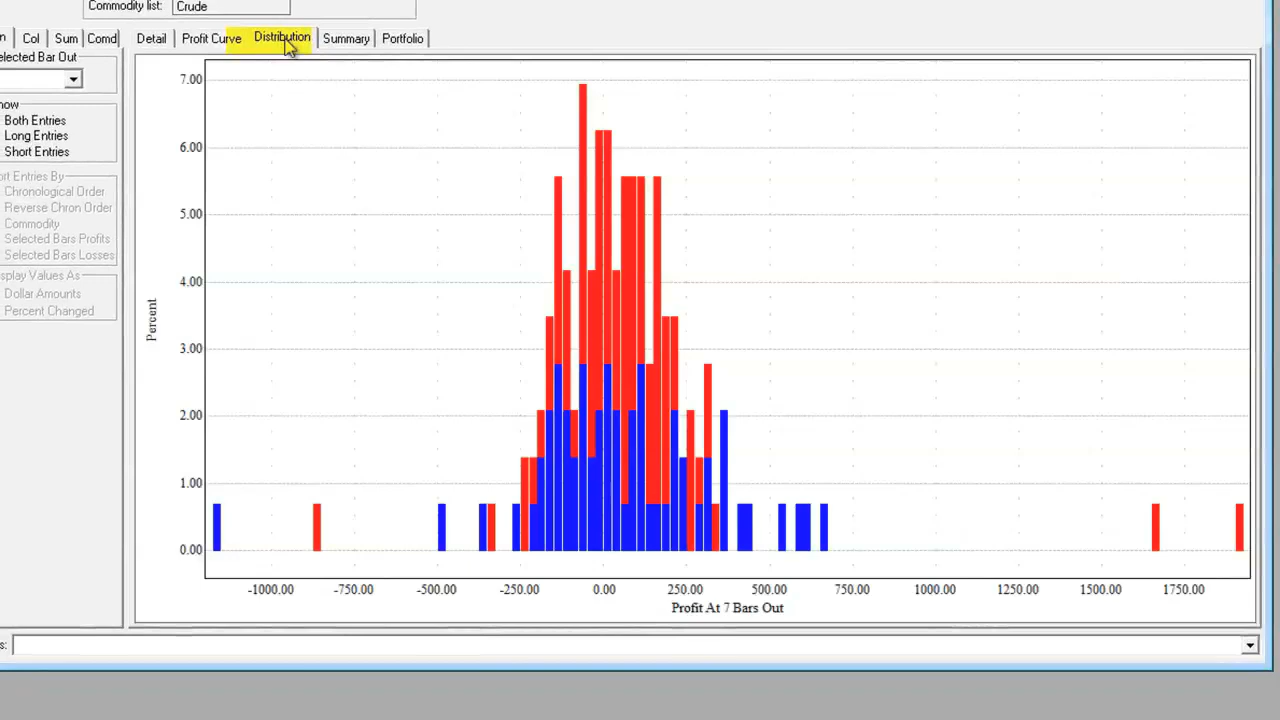 Commodity list: Crude
n Col Sum Comd Detail Profit Curve Distribution Summary Portfolio
elected Bar Out
how
Both Entries
Long Entries
Short Entries
ort Entries By
Chronological Order
Reverse Chron Order
Commodity
Selected Bars Profits
Selected Bars Losses
splay Values As
Dollar Amounts
Percent Changed
7.00
6.00
5.00
4.00
3.00
2.00
1.00
0.00
Percent
-1000.00 -750.00 -500.00 -250.00 0.00 250.00 500.00 750.00 1000.00 1250.00 1500.00 1750.00
Profit At 7 Bars Out
s: